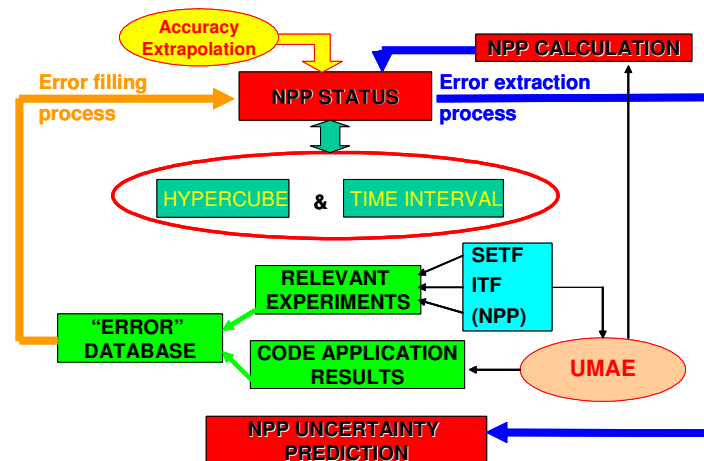 Accuracy
Extrapolation
NPP CALCULATION
Error filling
process
NPP STATUS
Error extraction
process
HYPERCUBE
&
TIME INTERVAL
RELEVANT
EXPERIMENTS
SETF
ITF
(NPP)
“ERROR”
DATABASE
CODE APPLICATION
RESULTS
UMAE
NPP UNCERTAINTY
PREDICTION